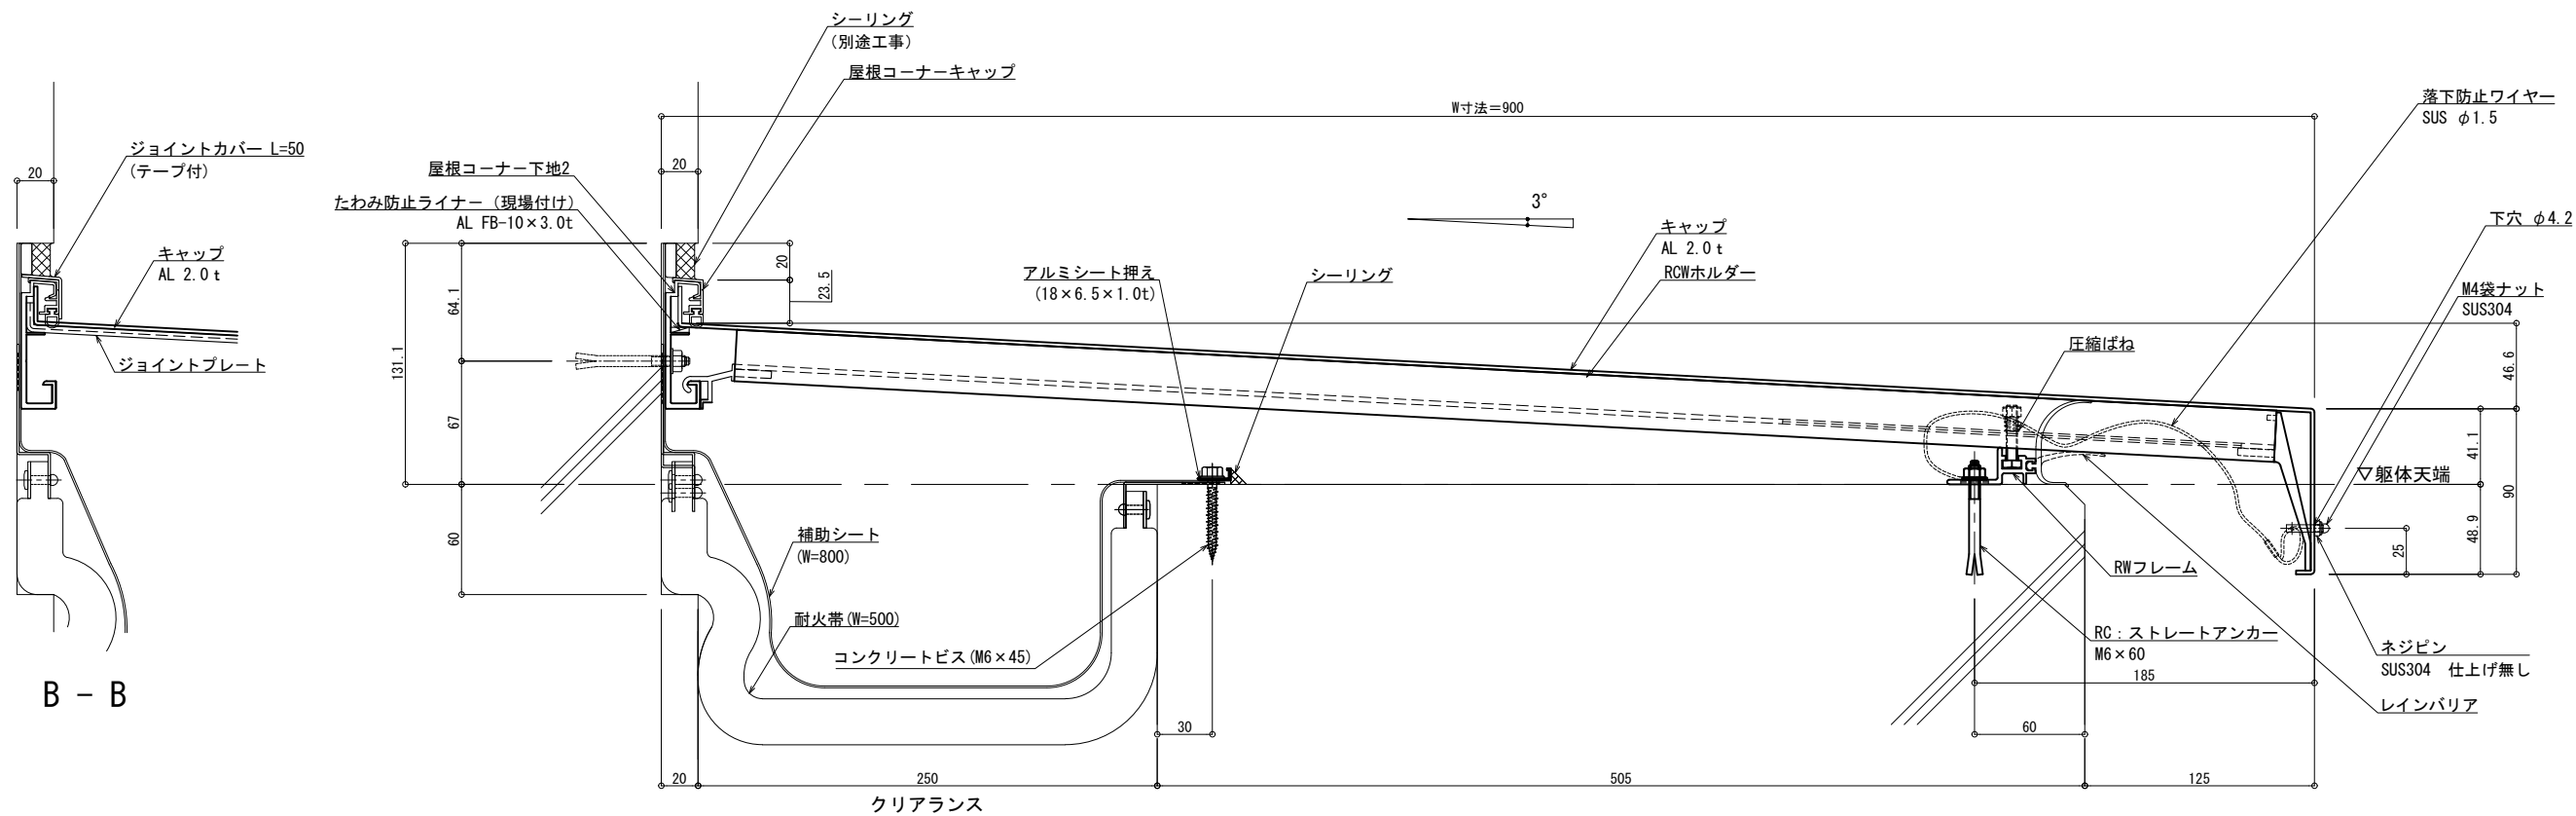 シーリング
(別途工事)
屋根コーナーキャップ
W寸法＝900
落下防止ワイヤー
SUS φ1.5
ジョイントカバー L=50
(テープ付)
20
屋根コーナー下地2
20
たわみ防止ライナー (現場付け)
AL FB-10×3.0t
3°
キャップ
AL 2.0 t
下穴 φ4.2
キャップ
AL 2.0 t
20
23.5
アルミシート押え
(18×6.5×1.0t)
シーリング
RCWホルダー
M4袋ナット
SUS304
64.1
131.1
ジョイントプレート
圧縮ばね
46.6
67
41.1
▽躯体天端
90
補助シート
(W=800)
60
48.9
25
RWフレーム
耐火帯(W=500)
コンクリートビス(M6×45)
RC：ストレートアンカー
M6×60
ネジピン
SUS304 仕上げ無し
185
B － B
レインバリア
30
60
20
250
505
125
クリアランス